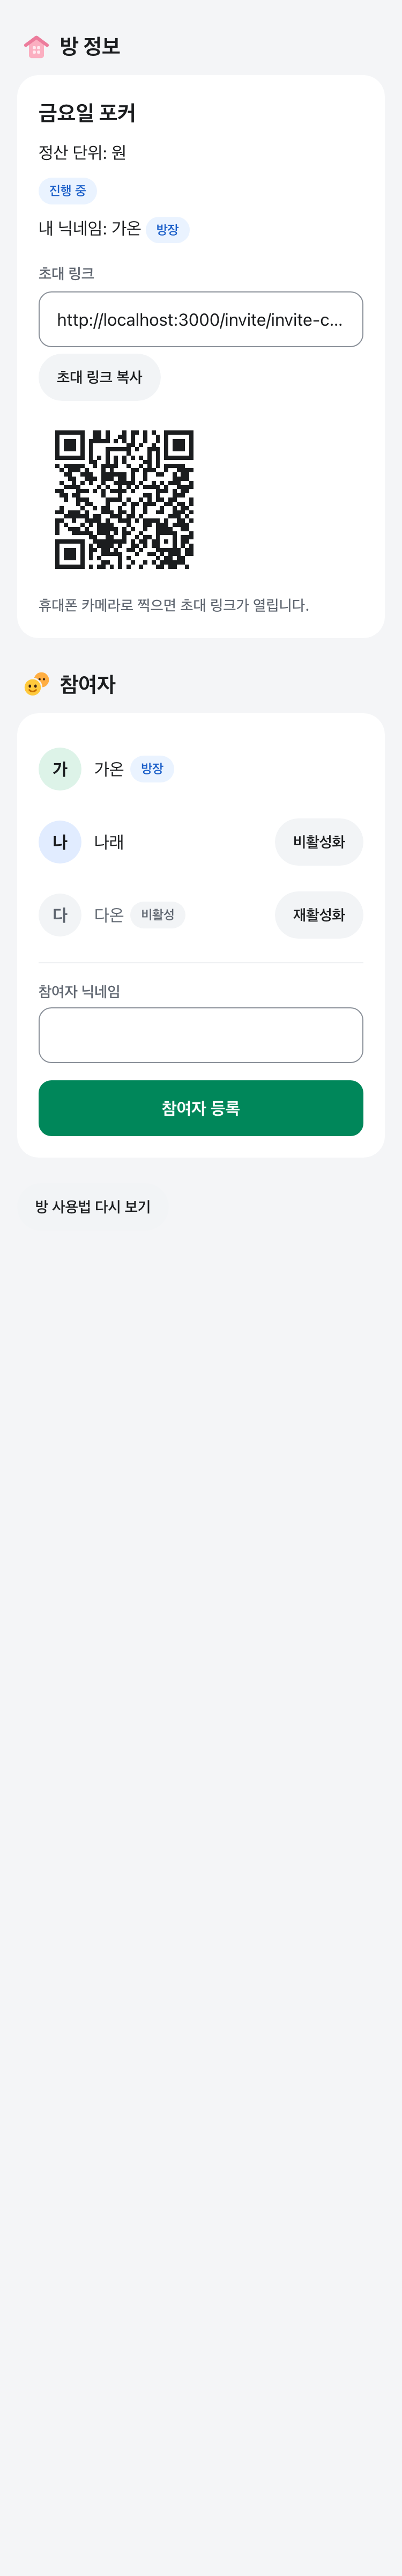 방 정보
금요일 포커
정산 단위: 원
진행 중
내 닉네임: 가온 방장
초대 링크
http://localhost:3000/invite/invite-c...
초대 링크 복사
휴대폰 카메라로 찍으면 초대 링크가 열립니다.
참여자
가 가온 방장
나 나래 비활성화
다 다온 비활성 재활성화
참여자 닉네임
참여자 등록
방 사용법 다시 보기